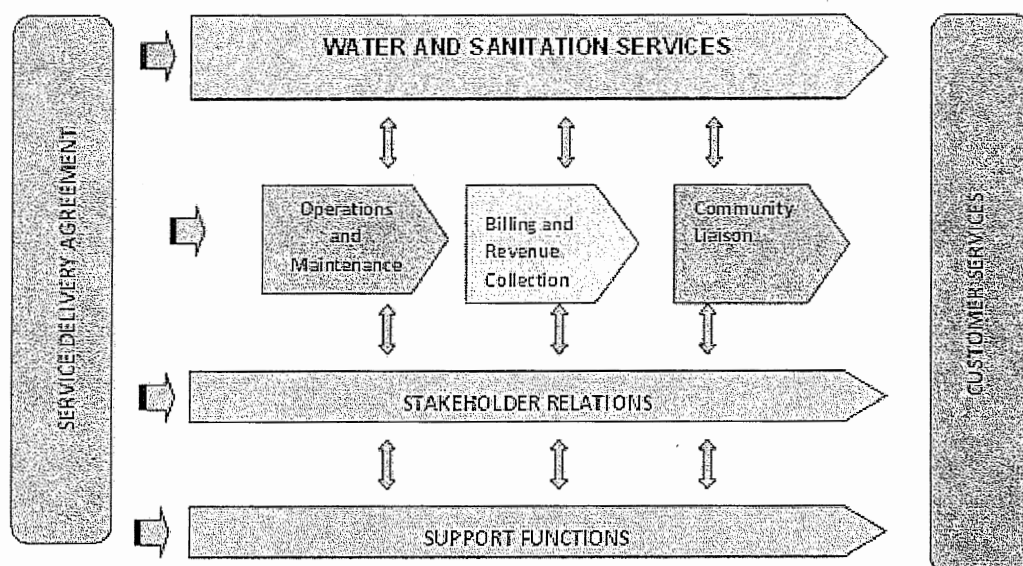 SERVICE DELIVERY AGREEMENT
WATER AND SANITATION SERVICES
Operations
and
Maintenance
Billing and
Revenue
Collection
Community
Liaison
STAKEHOLDER RELATIONS
SUPPORT FUNCTIONS
CUSTOMER SERVICES